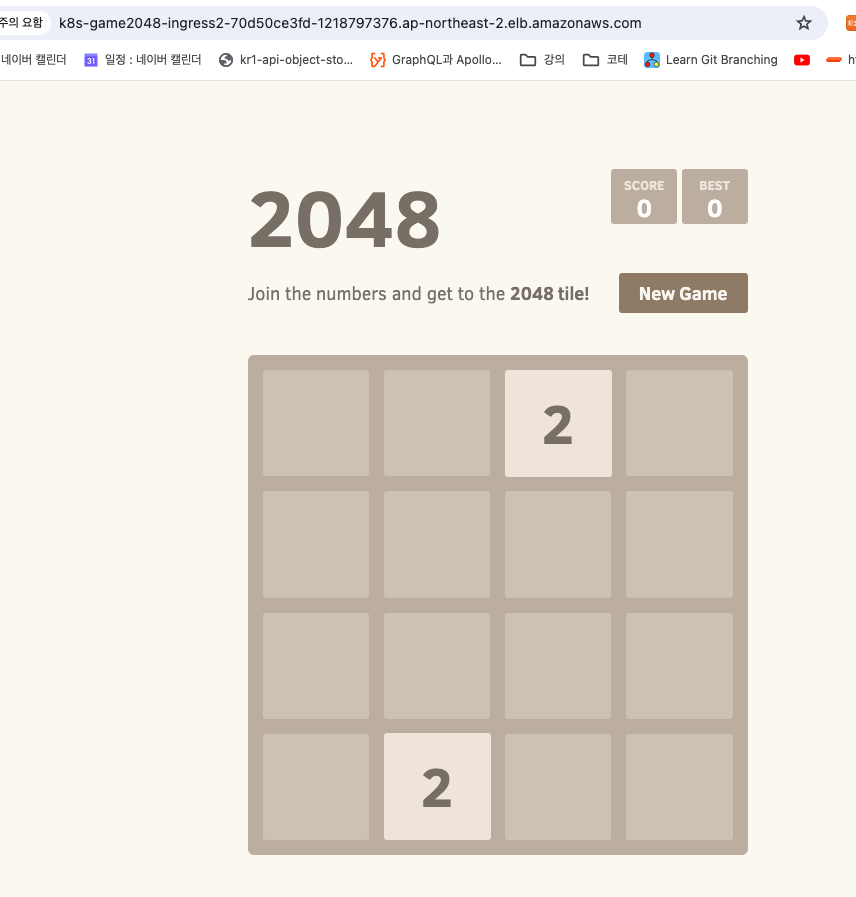 주의 요함 k8s-game2048-ingress2-70d50ce3fd-1218797376.ap-northeast-2.elb.amazonaws.com
네이버 캘린더 31 일정 : 네이버 캘린더 kr1-api-object-sto... {y} GraphQL과 Apollo... 강의 코테 Learn Git Branching
SCORE BEST
0 0
2048
Join the numbers and get to the 2048 tile! New Game
2
2